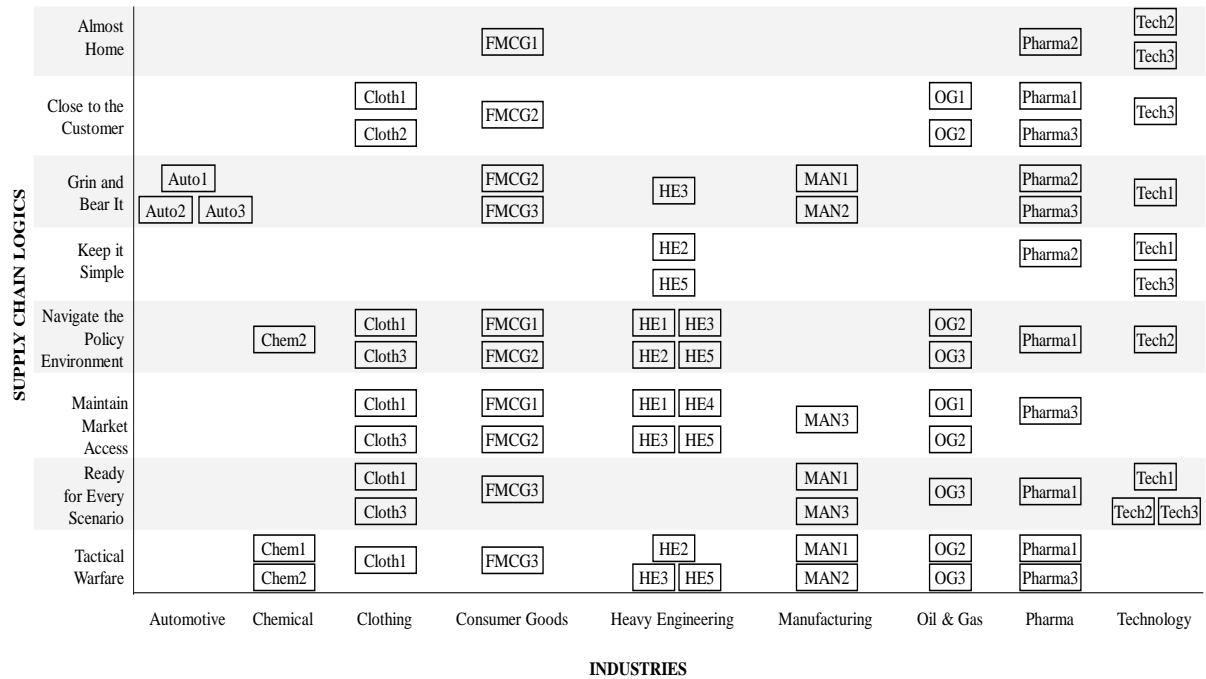 SUPPLY CHAIN LOGICS
Almost
Home
FMCG1
Pharma2
Tech2
Tech3
Close to the
Customer
Cloth1
Cloth2
FMCG2
OG1
OG2
Pharma1
Pharma3
Tech3
Grin and
Bear It
Auto1
Auto2 Auto3
FMCG2
FMCG3
HE3
MAN1
MAN2
Pharma2
Pharma3
Tech1
Keep it
Simple
HE2
HE5
Pharma2
Tech1
Tech3
Navigate the
Policy
Environment
Chem2
Cloth1
Cloth3
FMCG1
FMCG2
HE1 HE3
HE2 HE5
OG2
OG3
Pharma1
Tech2
Maintain
Market
Access
Cloth1
Cloth3
FMCG1
FMCG2
HE1 HE4
HE3 HE5
MAN3
OG1
OG2
Pharma3
Ready
for Every
Scenario
Cloth1
Cloth3
FMCG3
MAN1
MAN3
OG3
Pharma1
Tech1
Tech2 Tech3
Tactical
Warfare
Chem1
Chem2
Cloth1
FMCG3
HE2
HE3 HE5
MAN1
MAN2
OG2
OG3
Pharma1
Pharma3
Automotive Chemical Clothing Consumer Goods Heavy Engineering Manufacturing Oil & Gas Pharma Technology
INDUSTRIES